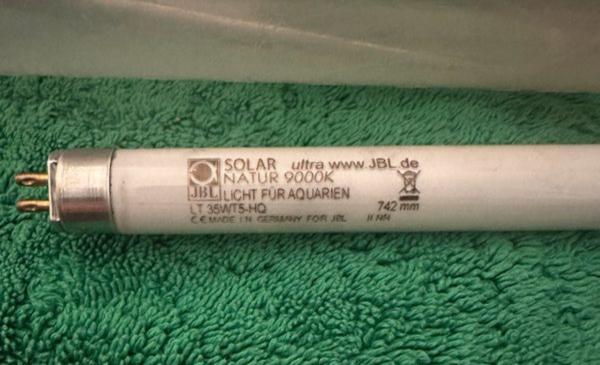 SOLAR ultra www.JBL.de
NATUR 9000K
JBL LICHT FÜR AQUARIEN
LT 35WT5-HQ 742 mm
CE MADE IN GERMANY FOR JBL